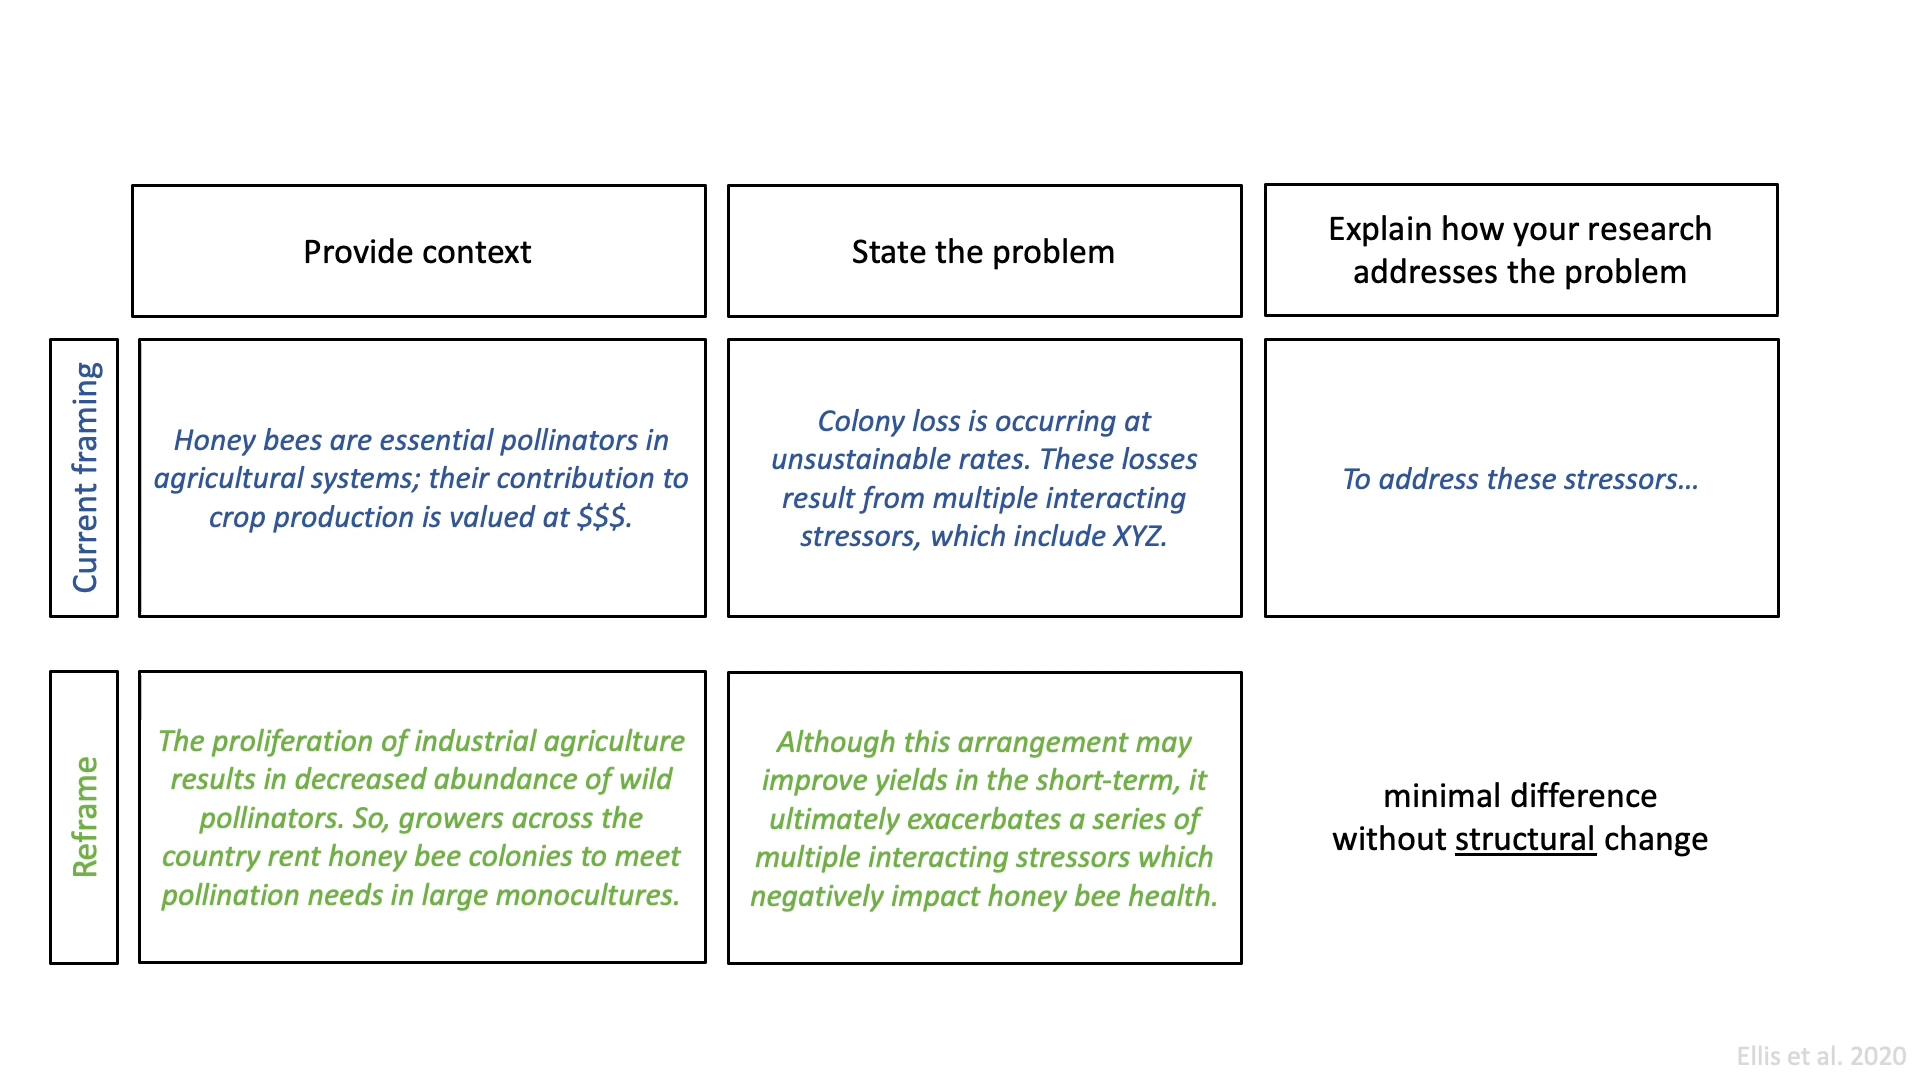 Provide context
State the problem
Explain how your research
addresses the problem
Current framing
Honey bees are essential pollinators in
agricultural systems; their contribution to
crop production is valued at $$$.
Colony loss is occurring at
unsustainable rates. These losses
result from multiple interacting
stressors, which include XYZ.
To address these stressors...
Reframe
The proliferation of industrial agriculture
results in decreased abundance of wild
pollinators. So, growers across the
country rent honey bee colonies to meet
pollination needs in large monocultures.
Although this arrangement may
improve yields in the short-term, it
ultimately exacerbates a series of
multiple interacting stressors which
negatively impact honey bee health.
minimal difference
without structural change
Ellis et al. 2020